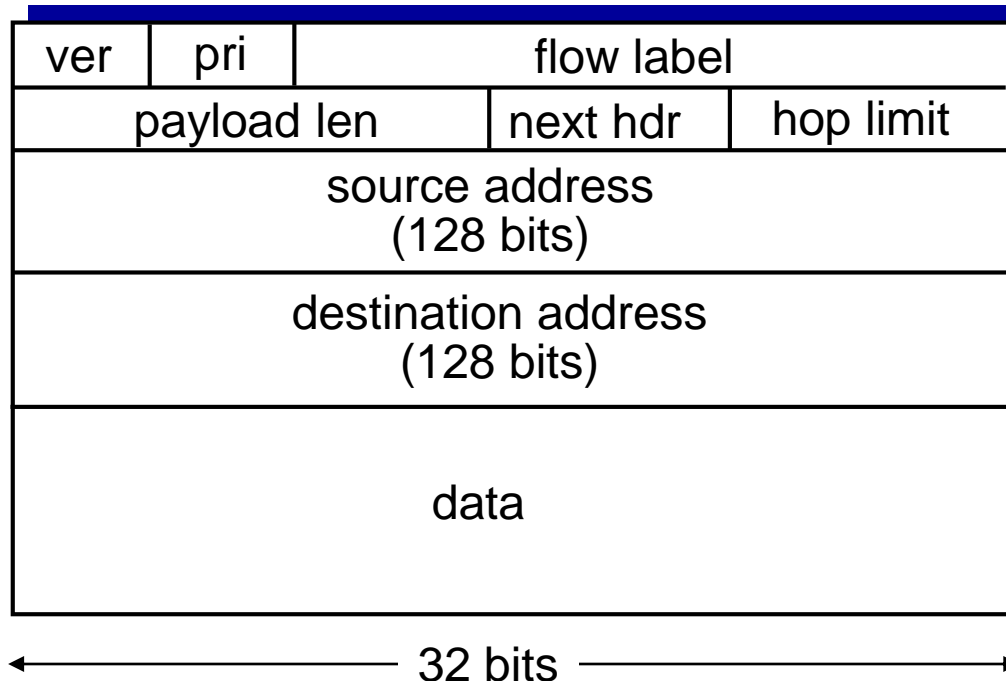 ver pri flow label
payload len next hdr hop limit
source address
(128 bits)
destination address
(128 bits)
data
32 bits